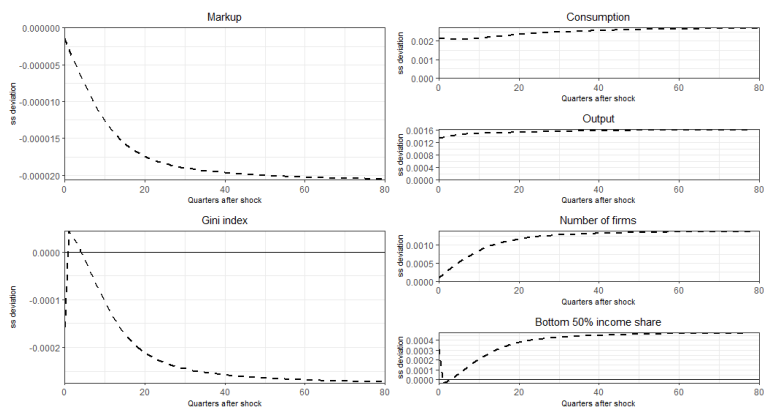 Markup
0.000000
-0.000005
-0.000010
-0.000015
-0.000020
ss deviation
0 20 40 60 80
Quarters after shock
Gini index
0.0000
-0.0001
-0.0002
ss deviation
0 20 40 60 80
Quarters after shock
Consumption
0.002
0.000
ss deviation
0 20 40 60 80
Quarters after shock
Output
0.0016
0.0012
0.0008
0.0004
0.0000
ss deviation
0 20 40 60 80
Quarters after shock
Number of firms
0.0010
0.0005
0.0000
ss deviation
0 20 40 60 80
Quarters after shock
Bottom 50% income share
0.0004
0.0003
0.0002
0.0001
0.0000
ss deviation
0 20 40 60 80
Quarters after shock